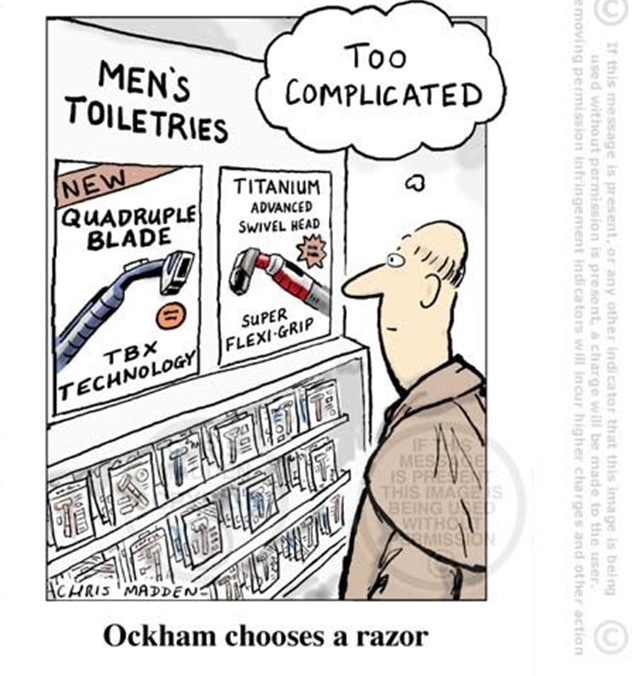 TOO
COMPLICATED
MEN'S
TOILETRIES
NEW
QUADRUPLE
BLADE
TBX
TECHNOLOGY
TITANIUM
ADVANCED
SWIVEL HEAD
SUPER
FLEXI-GRIP
IF THIS
MESSAGE
IS PRESENT
THIS IMAGE IS
BEING USED
WITHOUT
PERMISSION
©
CHRIS MADDEN
Ockham chooses a razor
©
If this message is present, or any other indicator that this image is being
used without permission is present, a charge will be made to the user.
emoving permission infringement indicators will incur higher charges and other action
©